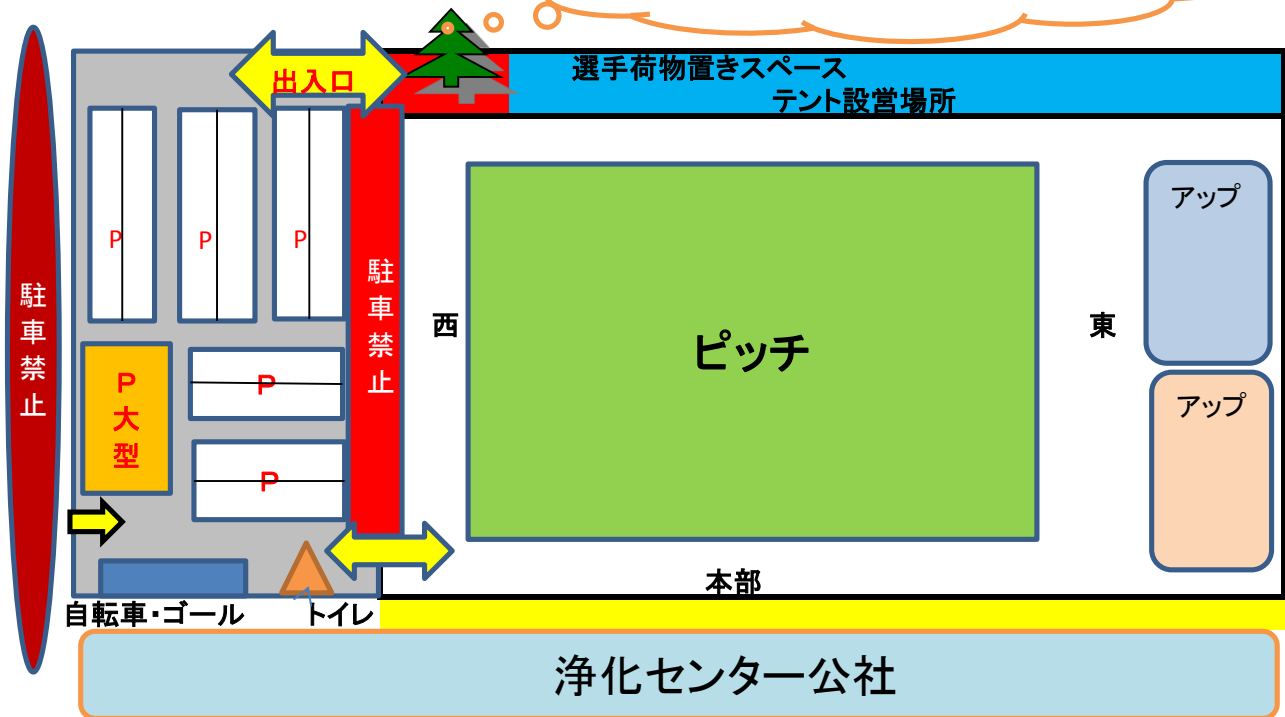 選手荷物置きスペース
テント設営場所
出入口
P
P
P
駐車禁止
駐車禁止
西
ピッチ
東
アップ
アップ
P
大型
P
P
本部
自転車・ゴール
トイレ
浄化センター公社